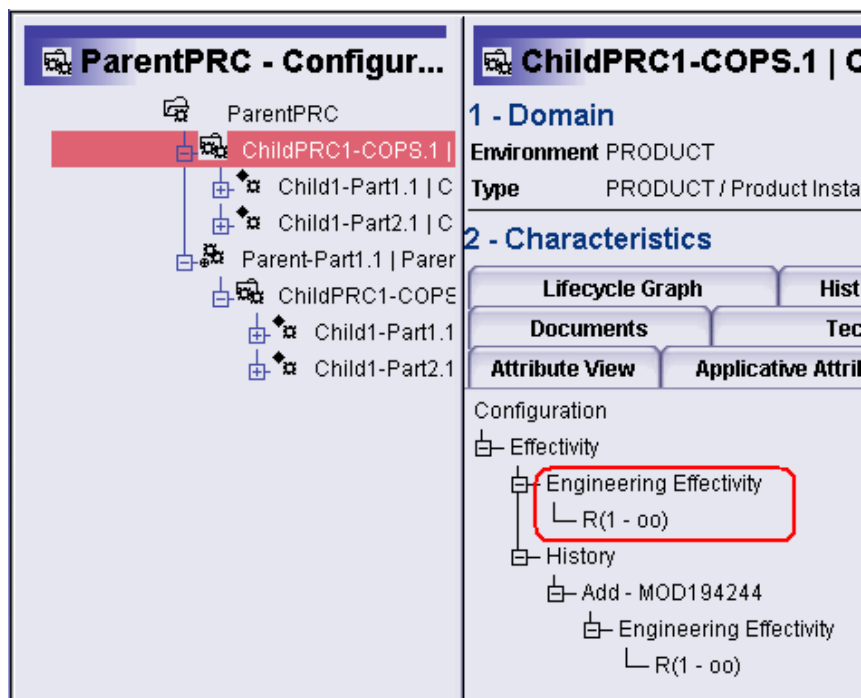 ParentPRC - Configur...
ParentPRC
ChildPRC1-COPS.1 |
Child1-Part1.1 | C
Child1-Part2.1 | C
Parent-Part1.1 | Parer
ChildPRC1-COPS
Child1-Part1.1
Child1-Part2.1
ChildPRC1-COPS.1 | C
1 - Domain
Environment PRODUCT
Type PRODUCT / Product Insta
2 - Characteristics
Lifecycle Graph Hist
Documents Tec
Attribute View Applicative Attril
Configuration
Effectivity
Engineering Effectivity
R(1 - oo)
History
Add - MOD194244
Engineering Effectivity
R(1 - oo)